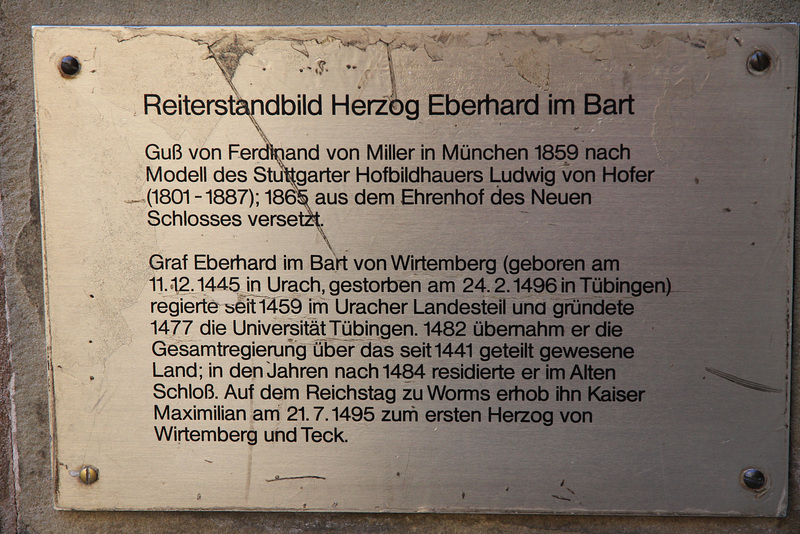 Reiterstandbild Herzog Eberhard im Bart
Guß von Ferdinand von Miller in München 1859 nach
Modell des Stuttgarter Hofbildhauers Ludwig von Hofer
(1801-1887); 1865 aus dem Ehrenhof des Neuen
Schlosses versetzt.
Graf Eberhard im Bart von Wirtemberg (geboren am
11.12.1445 in Urach, gestorben am 24.2.1496 in Tübingen)
regierte seit 1459 im Uracher Landesteil und gründete
1477 die Universität Tübingen. 1482 übernahm er die
Gesamtregierung über das seit 1441 geteilt gewesene
Land; in den Jahren nach 1484 residierte er im Alten
Schloß. Auf dem Reichstag zu Worms erhob ihn Kaiser
Maximilian am 21.7.1495 zum ersten Herzog von
Wirtemberg und Teck.